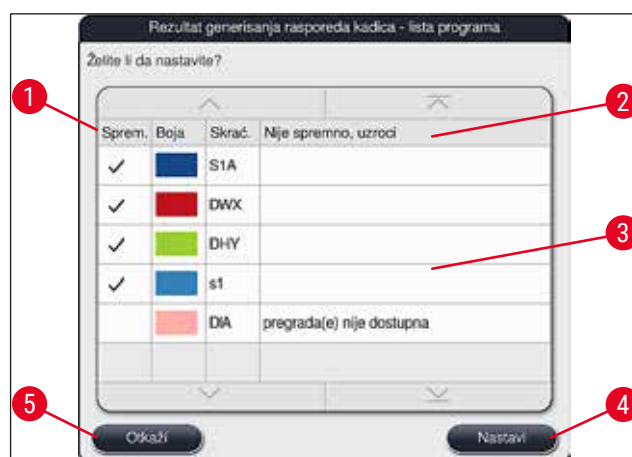 Rezultat generisanja rasporeda kadica - lista programa
Želite li da nastavite?
1
2
Sprem. Boja Skrać. Nije spremno, uzroci
S1A
DWX
DHY
3
s1
DIA pregrada(e) nije dostupna
5
4
Otkaži Nastavi